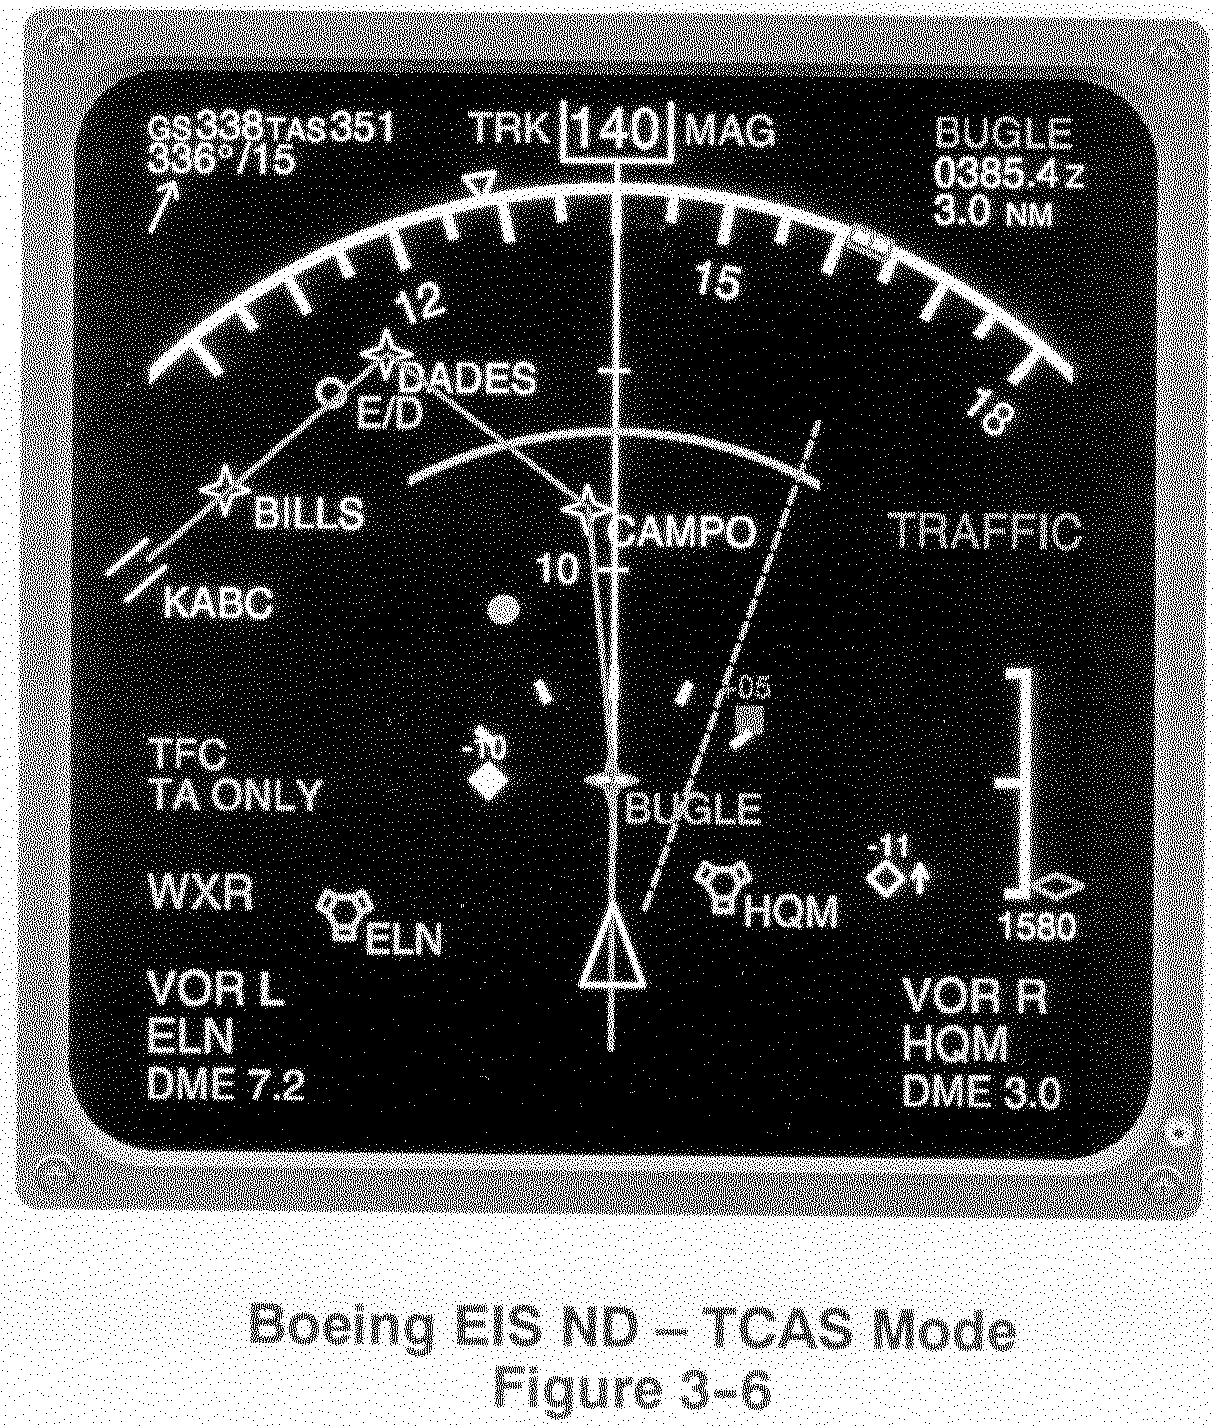 GS338TAS351
336°/15
TRK 140 MAG
BUGLE
0385.4Z
3.0 NM
12
15
18
DADES
E/D
BILLS
CAMPO
TRAFFIC
10
KABC
-05
-10
TFC
TA ONLY
BUGLE
-11
WXR
ELN
HQM
1580
VOR L
ELN
DME 7.2
VOR R
HQM
DME 3.0
Boeing EIS ND – TCAS Mode
Figure 3-6